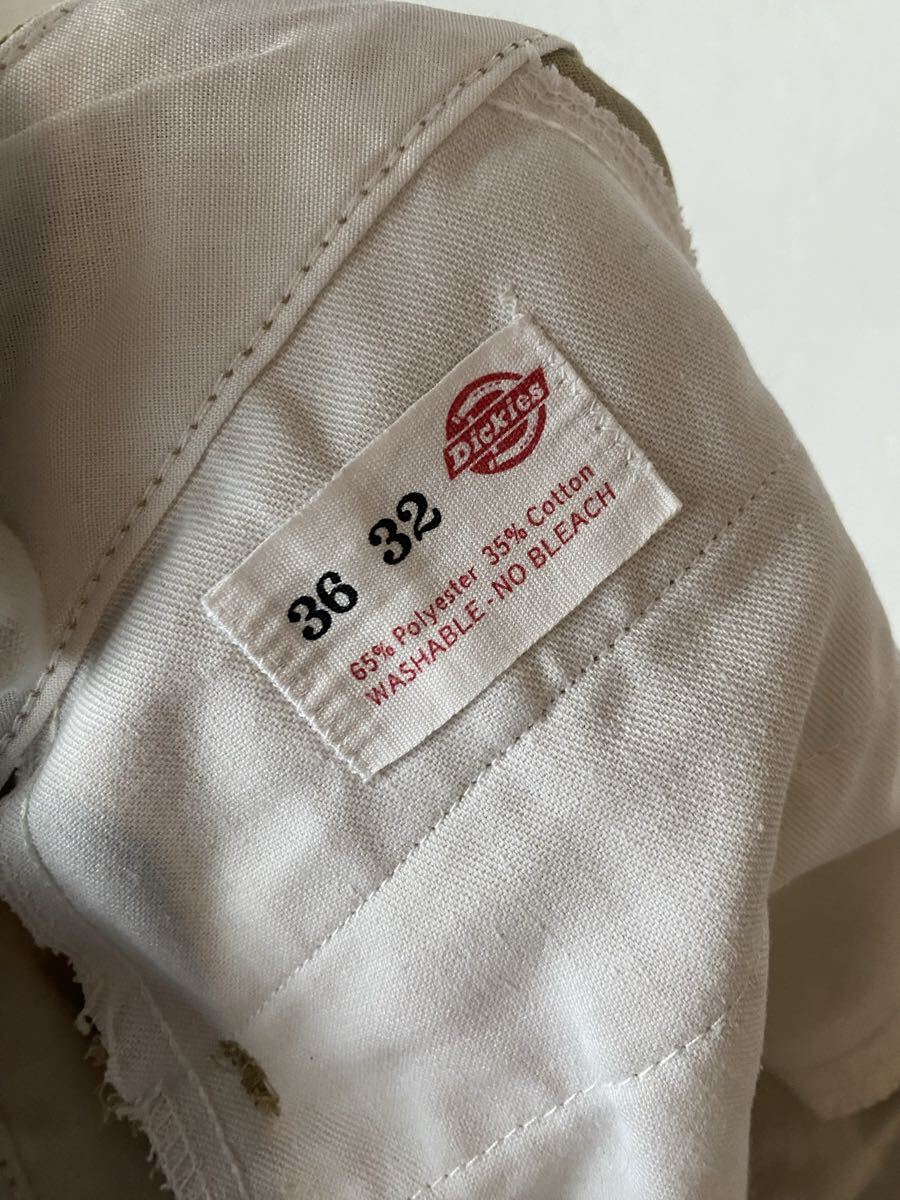 Dickies
36 32
65% Polyester 35% Cotton
WASHABLE - NO BLEACH